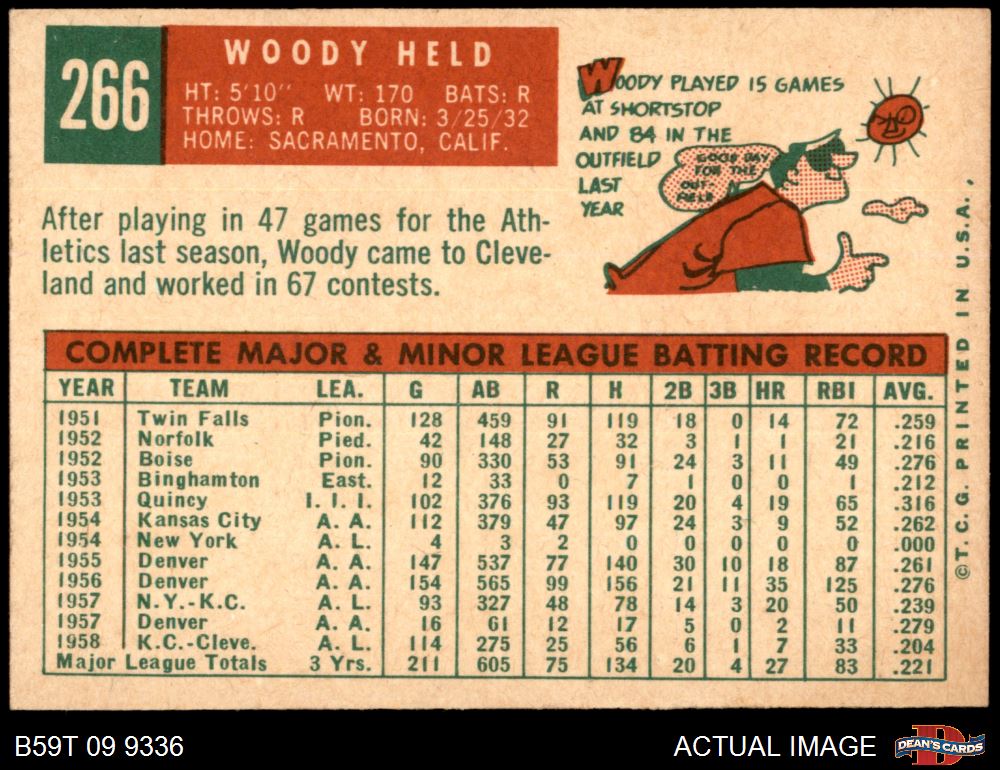 266
WOODY HELD
HT: 5'10" WT: 170 BATS: R
THROWS: R BORN: 3/25/32
HOME: SACRAMENTO, CALIF.
WOODY PLAYED 15 GAMES
AT SHORTSTOP
AND 84 IN THE
OUTFIELD
LAST
YEAR
GOOD DAY
FOR THE
OUT-
FIELD
After playing in 47 games for the Ath-
letics last season, Woody came to Cleve-
land and worked in 67 contests.
COMPLETE MAJOR & MINOR LEAGUE BATTING RECORD
YEAR TEAM LEA. G AB R H 2B 3B HR RBI AVG.
1951 Twin Falls Pion. 128 459 91 119 18 0 14 72 .259
1952 Norfolk Pied. 42 148 27 32 3 1 1 21 .216
1952 Boise Pion. 90 330 53 91 24 3 11 49 .276
1953 Binghamton East. 12 33 0 7 1 0 0 1 .212
1953 Quincy I. I. I. 102 376 93 119 20 4 19 65 .316
1954 Kansas City A. A. 112 379 47 97 24 3 9 52 .262
1954 New York A. L. 4 3 2 0 0 0 0 0 .000
1955 Denver A. A. 147 537 77 140 30 10 18 87 .261
1956 Denver A. A. 154 565 99 156 21 11 35 125 .276
1957 N.Y.-K.C. A. L. 93 327 48 78 14 3 20 50 .239
1957 Denver A. A. 16 61 12 17 5 0 2 11 .279
1958 K.C.-Cleve. A. L. 114 275 25 56 6 1 7 33 .204
Major League Totals 3 Yrs. 211 605 75 134 20 4 27 83 .221
©T.C.G. PRINTED IN U.S.A.
B59T 09 9336
ACTUAL IMAGE
DEAN'S CARDS